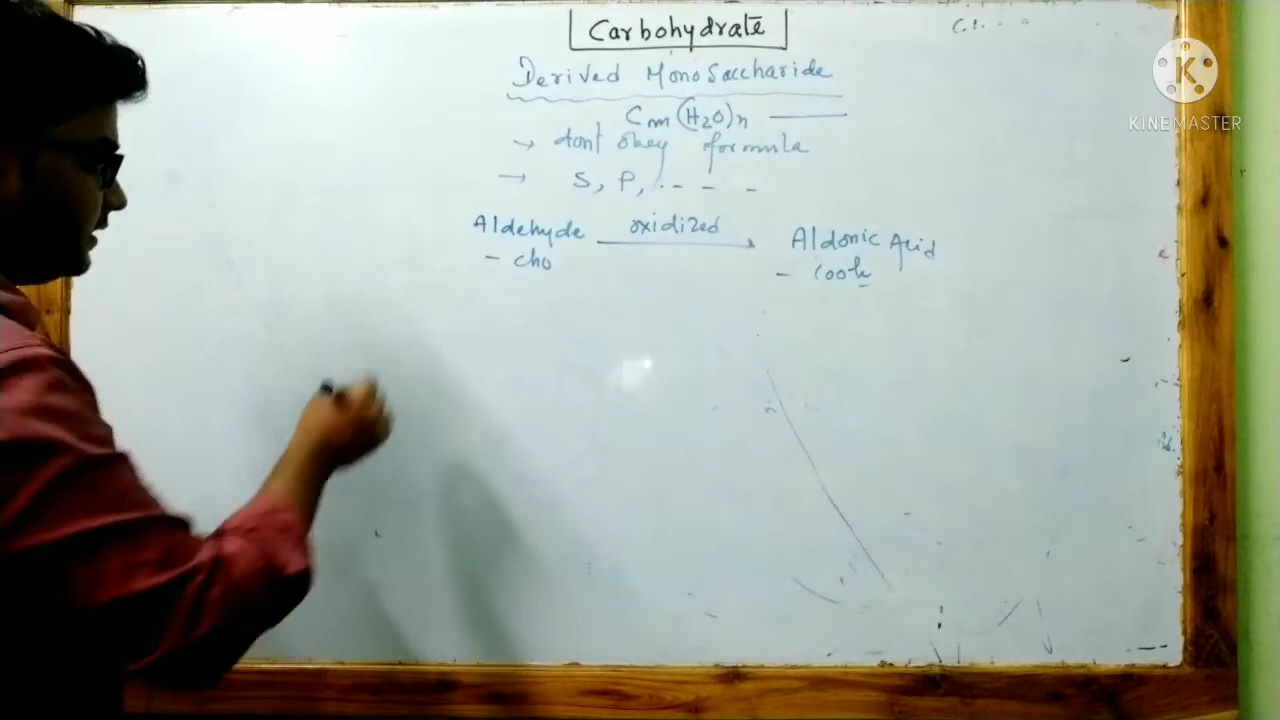 Carbohydrate
Derived MonoSaccharide
Cm(H2O)n
→ dont obey formula
→ S, P, ..- - -
Aldehyde oxidized Aldonic Acid
- cho - cooh
K
KINEMASTER